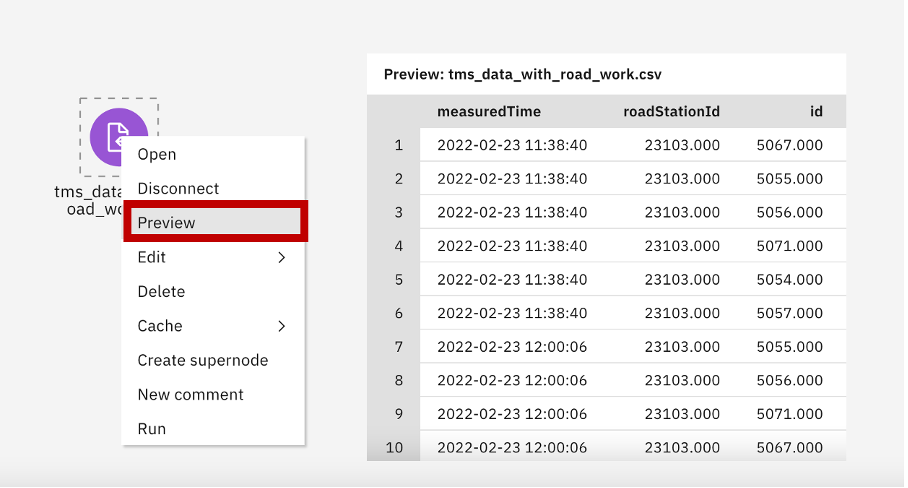 tms_data
oad_wo
Open
Disconnect
Preview
Edit
Delete
Cache
Create supernode
New comment
Run
Preview: tms_data_with_road_work.csv
measuredTime roadStationId id
1 2022-02-23 11:38:40 23103.000 5067.000
2 2022-02-23 11:38:40 23103.000 5055.000
3 2022-02-23 11:38:40 23103.000 5056.000
4 2022-02-23 11:38:40 23103.000 5071.000
5 2022-02-23 11:38:40 23103.000 5054.000
6 2022-02-23 11:38:40 23103.000 5057.000
7 2022-02-23 12:00:06 23103.000 5055.000
8 2022-02-23 12:00:06 23103.000 5056.000
9 2022-02-23 12:00:06 23103.000 5071.000
10 2022-02-23 12:00:06 23103.000 5067.000